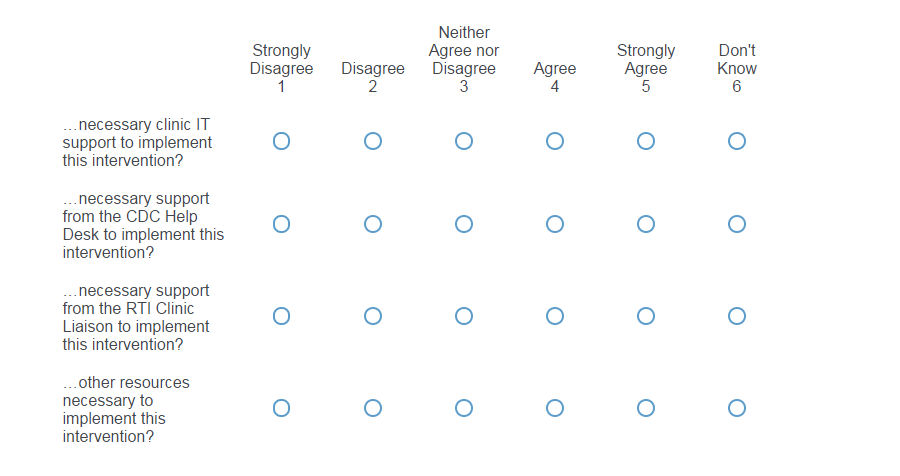 Strongly Disagree 1
Disagree 2
Neither Agree nor Disagree 3
Agree 4
Strongly Agree 5
Don't Know 6
…necessary clinic IT
support to implement
this intervention?
…necessary support
from the CDC Help
Desk to implement this
intervention?
…necessary support
from the RTI Clinic
Liaison to implement
this intervention?
…other resources
necessary to
implement this
intervention?